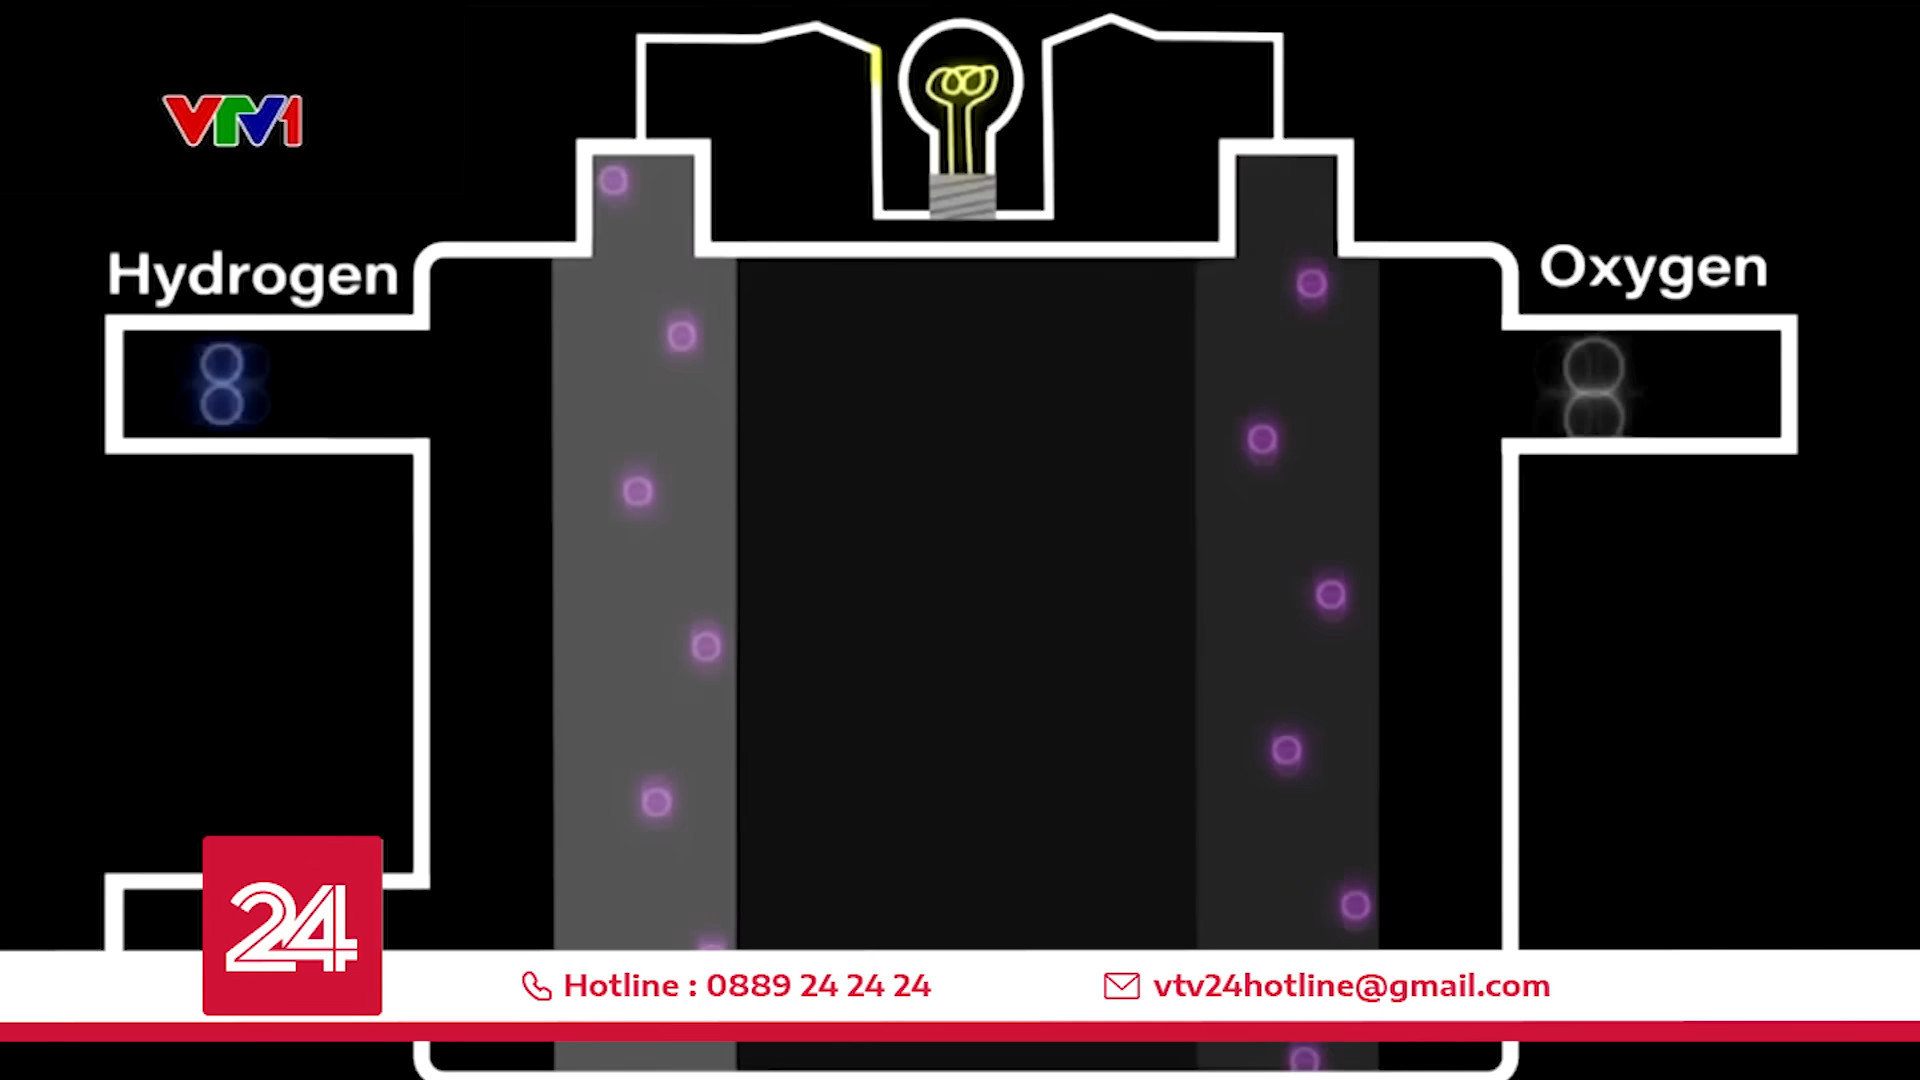 VTV1
Hydrogen
Oxygen
24
Hotline : 0889 24 24 24
vtv24hotline@gmail.com